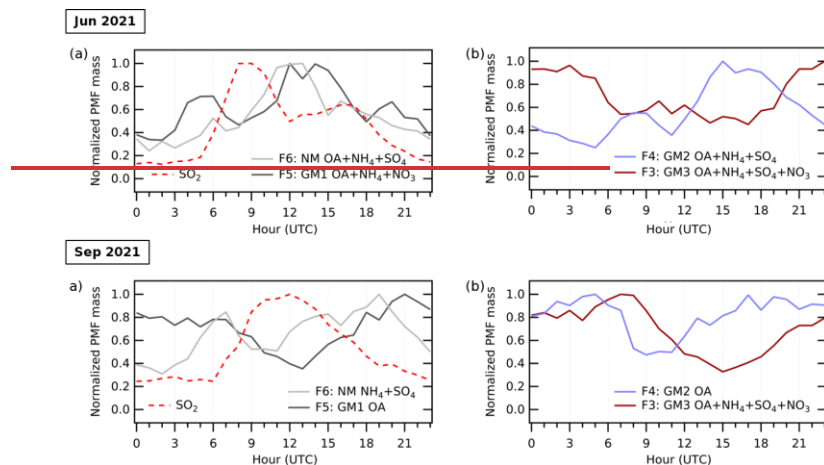 Jun 2021
(a)
Normalized PMF mass
1.0
0.8
0.6
0.4
0.2
0.0
F6: NM OA+NH₄+SO₄
SO₂
F5: GM1 OA+NH₄+NO₃
0 3 6 9 12 15 18 21
Hour (UTC)
(b)
Normalized PMF mass
1.0
0.8
0.6
0.4
0.2
0.0
F4: GM2 OA+NH₄+SO₄
F3: GM3 OA+NH₄+SO₄+NO₃
0 3 6 9 12 15 18 21
Hour (UTC)
Sep 2021
a)
Normalized PMF mass
1.0
0.8
0.6
0.4
0.2
0.0
F6: NM NH₄+SO₄
SO₂
F5: GM1 OA
0 3 6 9 12 15 18 21
Hour (UTC)
(b)
Normalized PMF mass
1.0
0.8
0.6
0.4
0.2
0.0
F4: GM2 OA
F3: GM3 OA+NH₄+SO₄+NO₃
0 3 6 9 12 15 18 21
Hour (UTC)